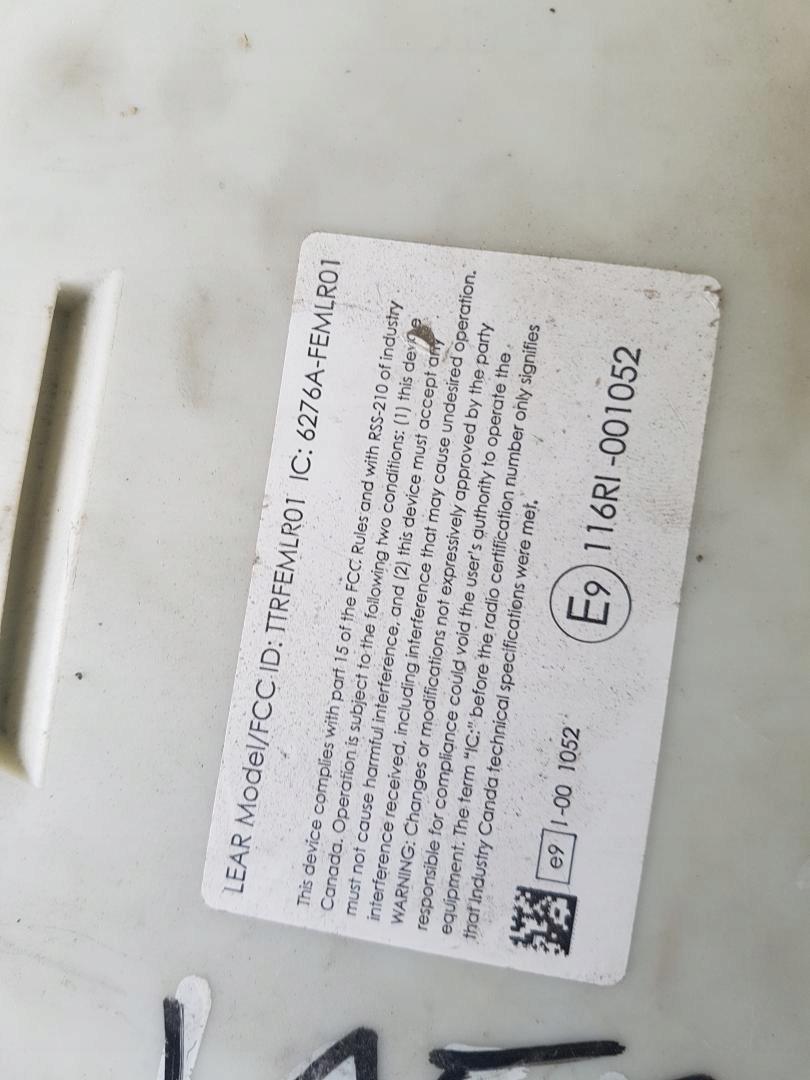 LEAR Model/FCC ID: TTRFEMLR01 IC: 6276A-FEMLR01
This device complies with part 15 of the FCC Rules and with RSS-210 of industry
Canada. Operation is subject to the following two conditions: (1) this device
must not cause harmful interference, and (2) this device must accept any
interference received, including interference that may cause undesired operation.
WARNING: Changes or modifications not expressively approved by the party
responsible for compliance could void the user's authority to operate the
equipment. The term "IC:" before the radio certification number only signifies
that Industry Canda technical specifications were met.
e9 I-00 1052
E9 116RI-001052